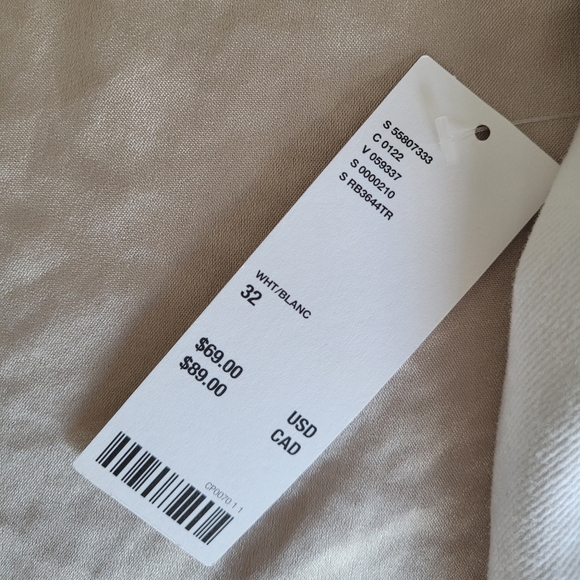 S 55807333
C 0122
V 059337
S 0000210
S RB3644TR
WHT/BLANC
32
$69.00 USD
$89.00 CAD
CP0070 1 1